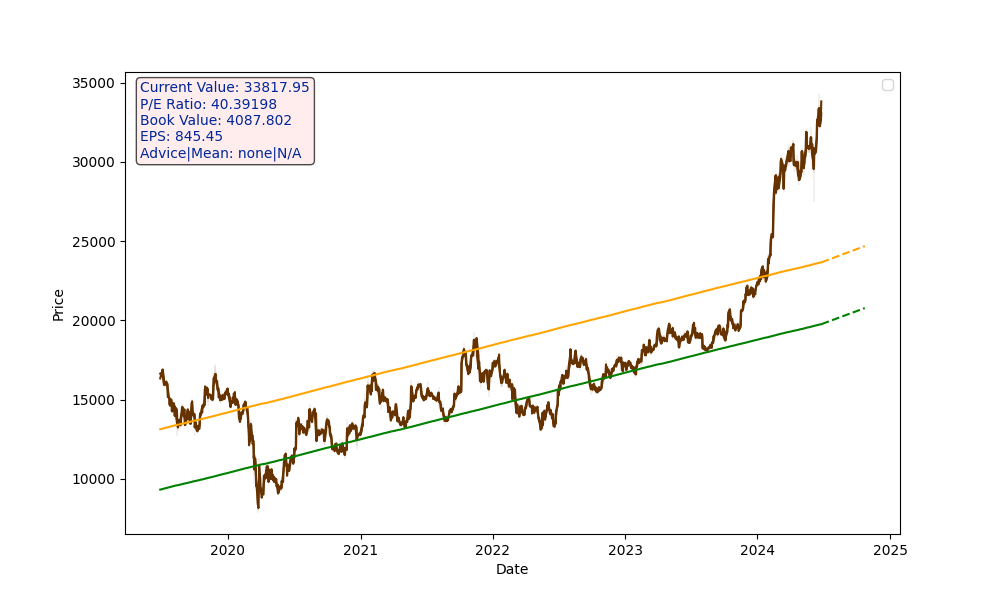 Current Value: 33817.95
P/E Ratio: 40.39198
Book Value: 4087.802
EPS: 845.45
Advice|Mean: none|N/A
35000
30000
25000
20000
15000
10000
Price
2020
2021
2022
2023
2024
2025
Date